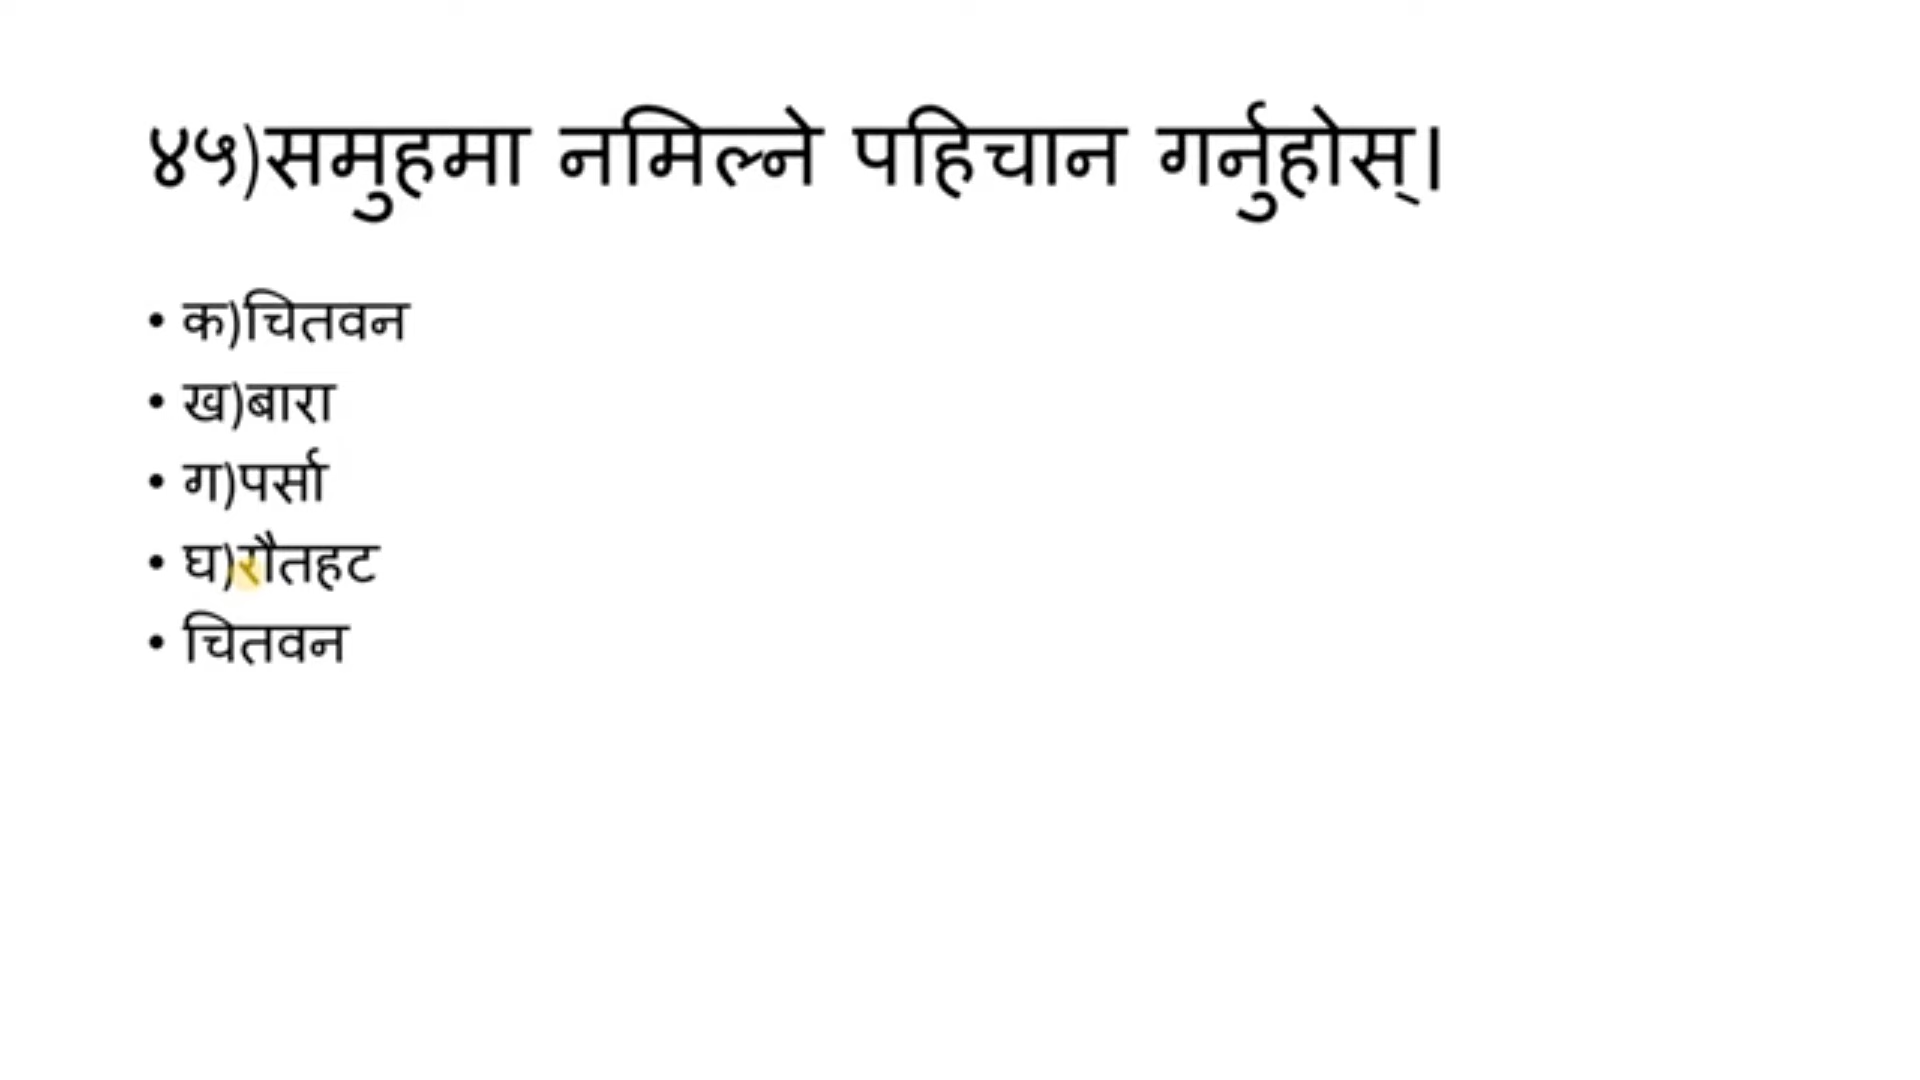 ४५)समुहमा नमिल्ने पहिचान गर्नुहोस्।
• क)चितवन
• ख)बारा
• ग)पर्सा
• घ)रौतहट
• चितवन